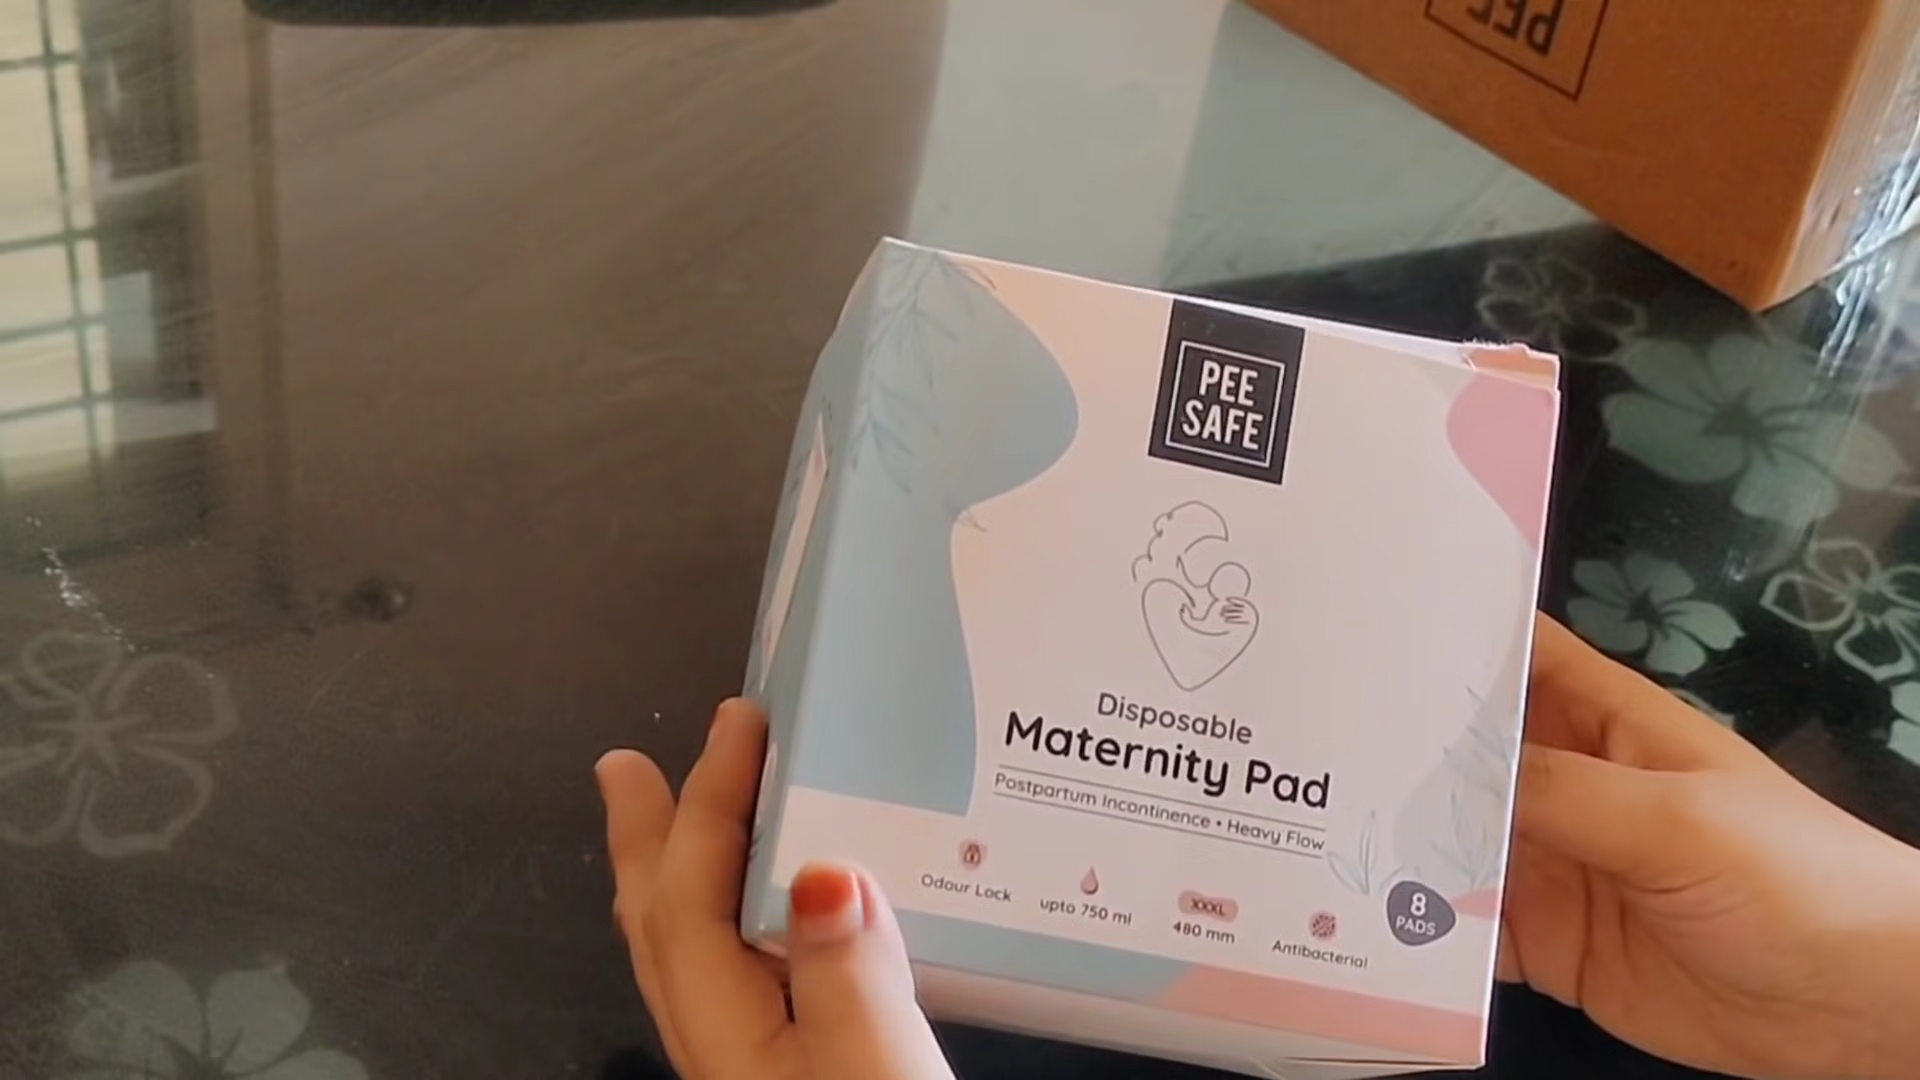 PEE
PEE
SAFE
Disposable
Maternity Pad
Postpartum Incontinence • Heavy Flow
Odour Lock
upto 750 ml
XXXL
480 mm
Antibacterial
8
PADS